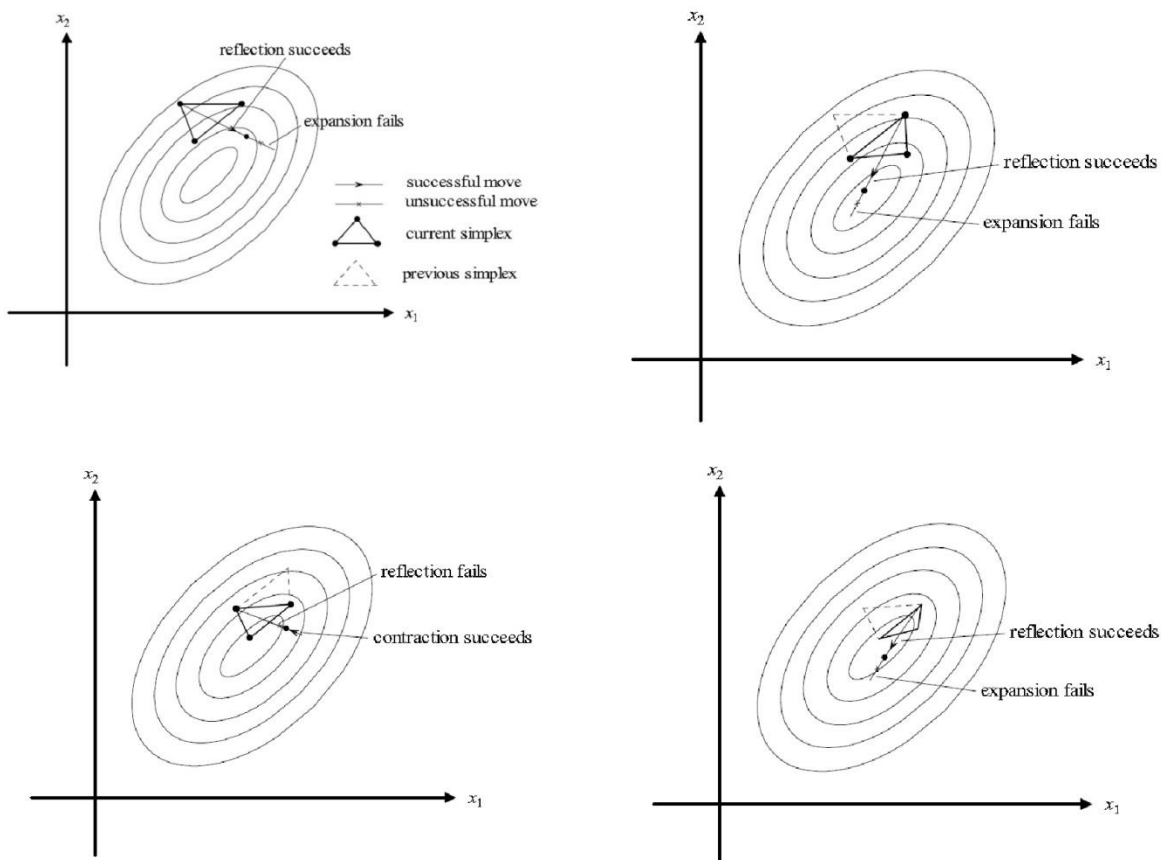 x2
reflection succeeds
expansion fails
successful move
unsuccessful move
current simplex
previous simplex
x1
x2
reflection succeeds
expansion fails
x1
x2
reflection fails
contraction succeeds
x1
x2
reflection succeeds
expansion fails
x1